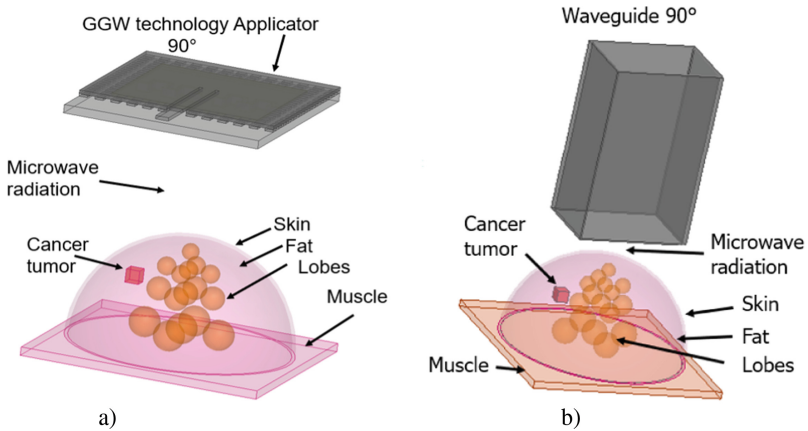 GGW technology Applicator
90°
Microwave
radiation
Skin
Fat
Lobes
Cancer
tumor
Muscle
a)
Waveguide 90°
Cancer
tumor
Microwave
radiation
Skin
Fat
Lobes
Muscle
b)